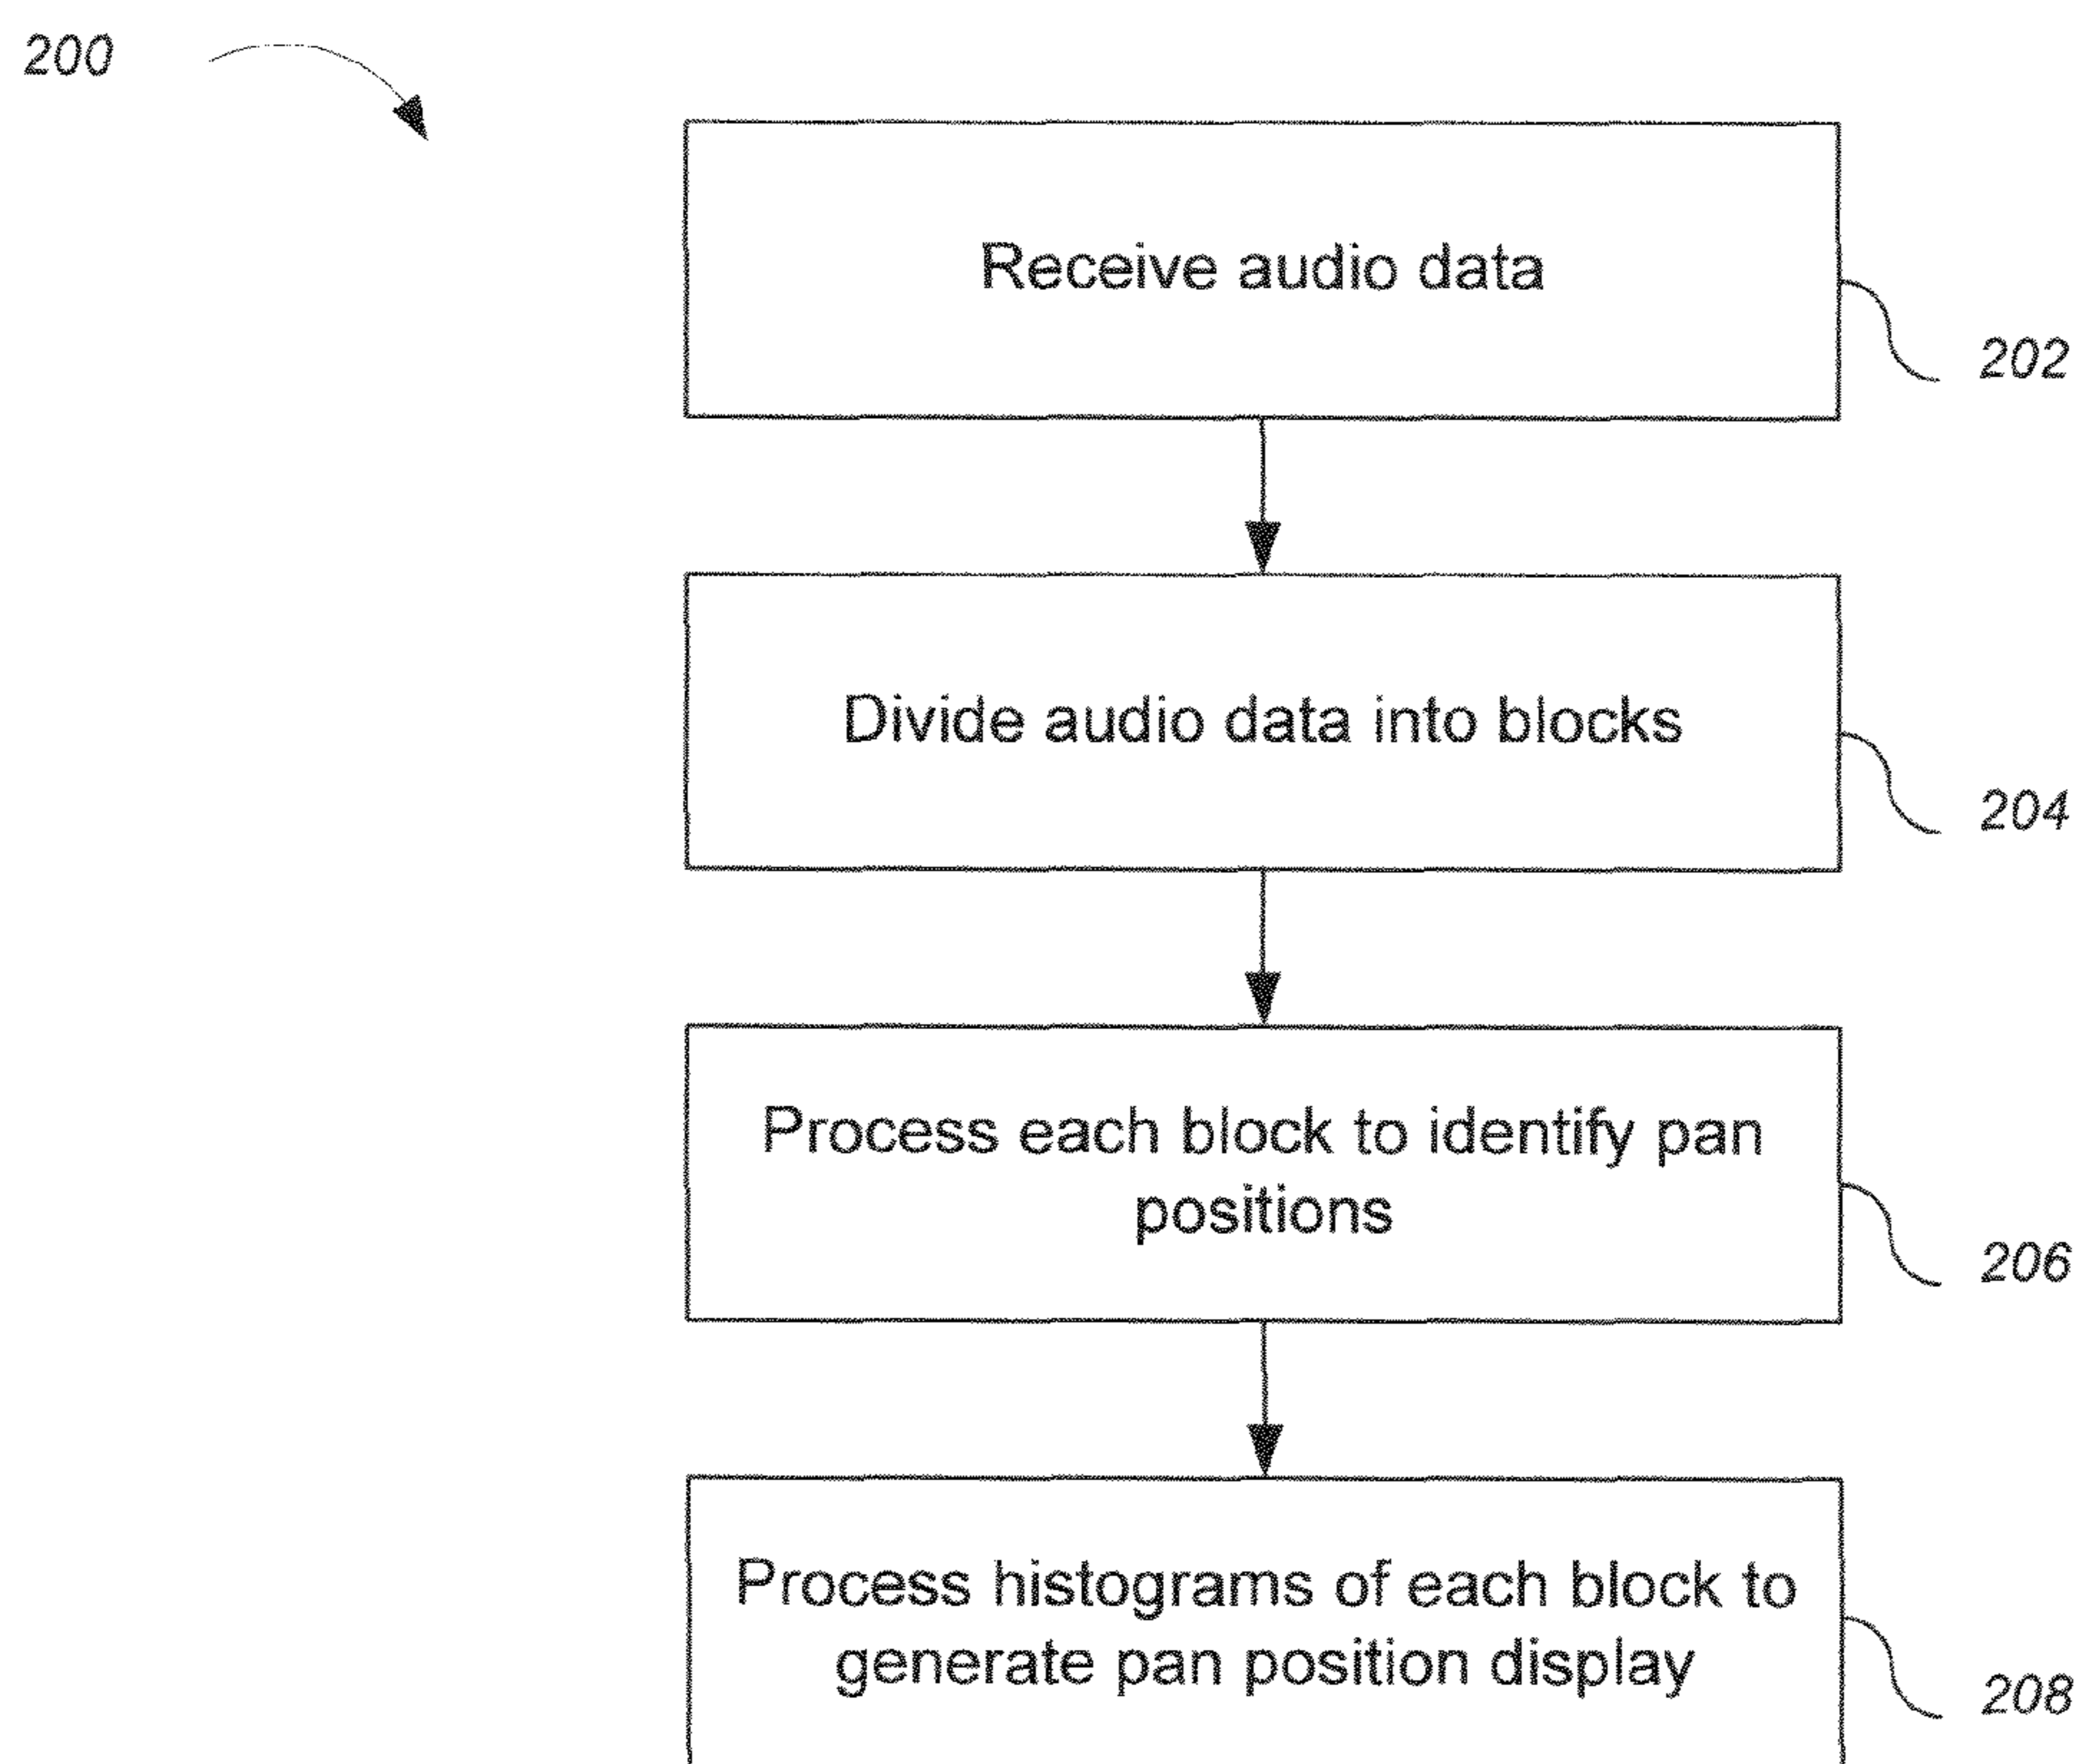 200
Receive audio data
202
Divide audio data into blocks
204
Process each block to identify pan
positions
206
Process histograms of each block to
generate pan position display
208